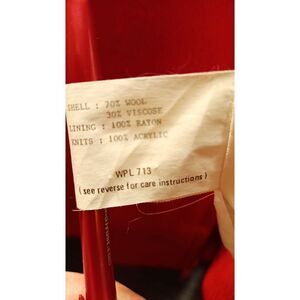 SHELL : 70% WOOL
30% VISCOSE
LINING : 100% RAYON
KNITS : 100% ACRYLIC
WPL 713
(see reverse for care instructions)